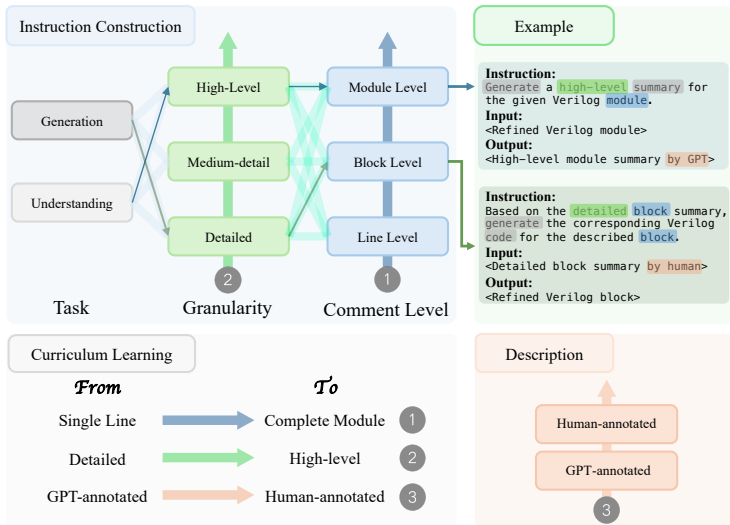 Instruction Construction
Generation
Understanding
Task
High-Level
Medium-detail
Detailed
2
Granularity
Module Level
Block Level
Line Level
1
Comment Level
Example
Instruction:
Generate a high-level summary for
the given Verilog module.
Input:
<Refined Verilog module>
Output:
<High-level module summary by GPT>
Instruction:
Based on the detailed block summary,
generate the corresponding Verilog
code for the described block.
Input:
<Detailed block summary by human>
Output:
<Refined Verilog block>
Curriculum Learning
From To
Single Line Complete Module 1
Detailed High-level 2
GPT-annotated Human-annotated 3
Description
Human-annotated
GPT-annotated
3